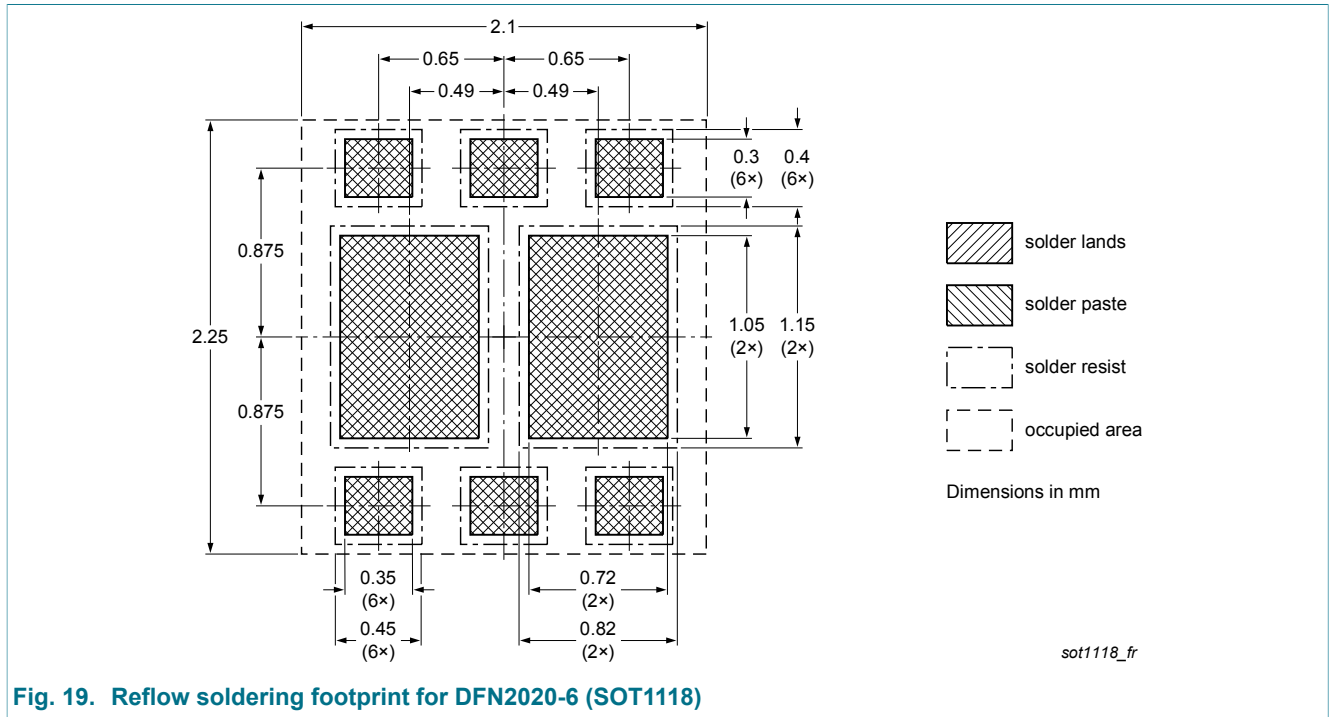 2.1
0.65 0.65
0.49 0.49
0.3 0.4
(6×) (6×)
0.875
2.25
0.875
1.05 1.15
(2×) (2×)
0.35
(6×)
0.45
(6×)
0.72
(2×)
0.82
(2×)
solder lands
solder paste
solder resist
occupied area
Dimensions in mm
sot1118_fr
Fig. 19. Reflow soldering footprint for DFN2020-6 (SOT1118)